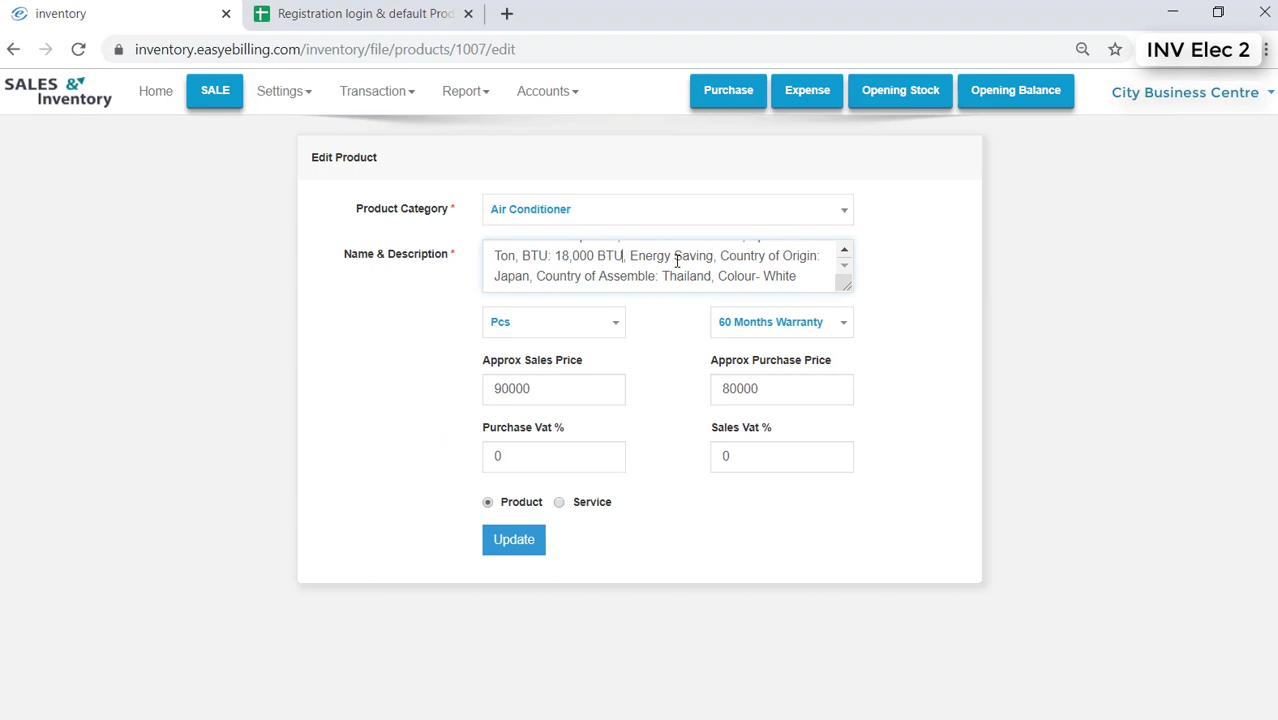 inventory
Registration login & default Prod
inventory.easyebilling.com/inventory/file/products/1007/edit
INV Elec 2
SALES & Inventory
Home
SALE
Settings
Transaction
Report
Accounts
Purchase
Expense
Opening Stock
Opening Balance
City Business Centre
Edit Product
Product Category *
Air Conditioner
Name & Description *
Ton, BTU: 18,000 BTU, Energy Saving, Country of Origin:
Japan, Country of Assemble: Thailand, Colour- White
Pcs
60 Months Warranty
Approx Sales Price
Approx Purchase Price
90000
80000
Purchase Vat %
Sales Vat %
0
0
Product
Service
Update